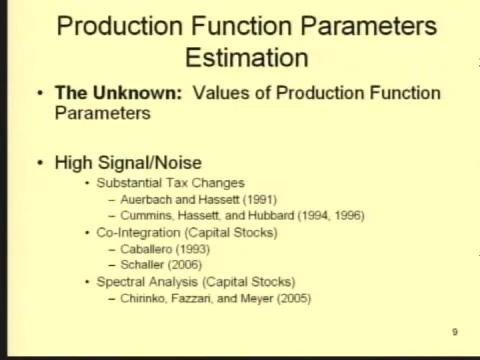 Production Function Parameters
Estimation
• The Unknown: Values of Production Function
Parameters
• High Signal/Noise
• Substantial Tax Changes
– Auerbach and Hassett (1991)
– Cummins, Hassett, and Hubbard (1994, 1996)
• Co-Integration (Capital Stocks)
– Caballero (1993)
– Schaller (2006)
• Spectral Analysis (Capital Stocks)
– Chirinko, Fazzari, and Meyer (2005)
9